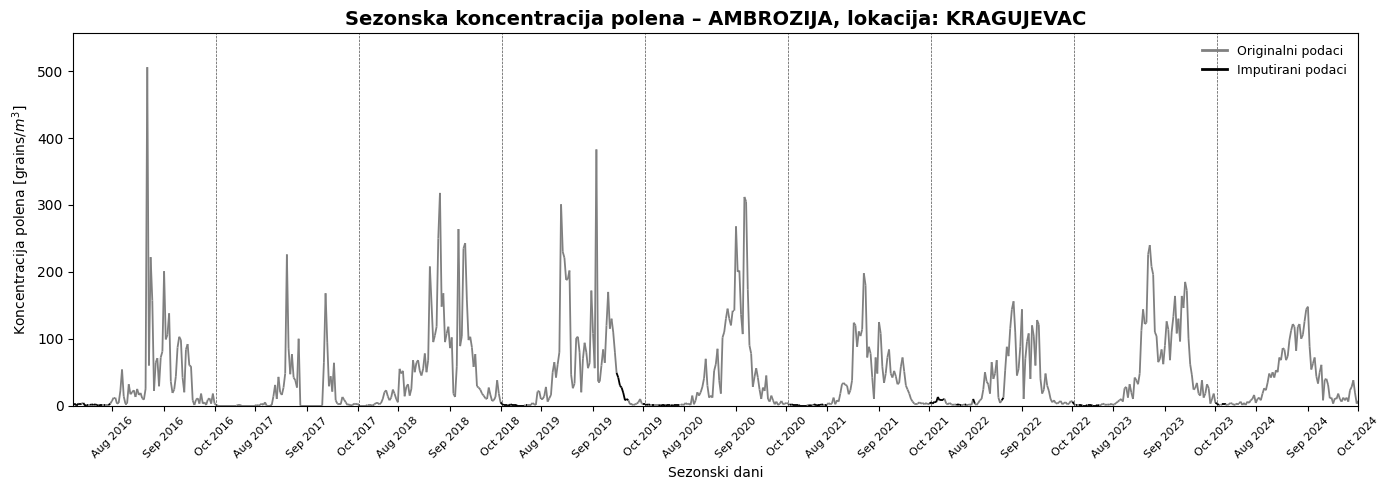 Sezonska koncentracija polena – AMBROZIJA, lokacija: KRAGUJEVAC
Originalni podaci
Imputirani podaci
Koncentracija polena [grains/m³]
500
400
300
200
100
0
Aug 2016
Sep 2016
Oct 2016
Aug 2017
Sep 2017
Oct 2017
Aug 2018
Sep 2018
Oct 2018
Aug 2019
Sep 2019
Oct 2019
Aug 2020
Sep 2020
Oct 2020
Aug 2021
Sep 2021
Oct 2021
Aug 2022
Sep 2022
Oct 2022
Aug 2023
Sep 2023
Oct 2023
Aug 2024
Sep 2024
Oct 2024
Sezonski dani